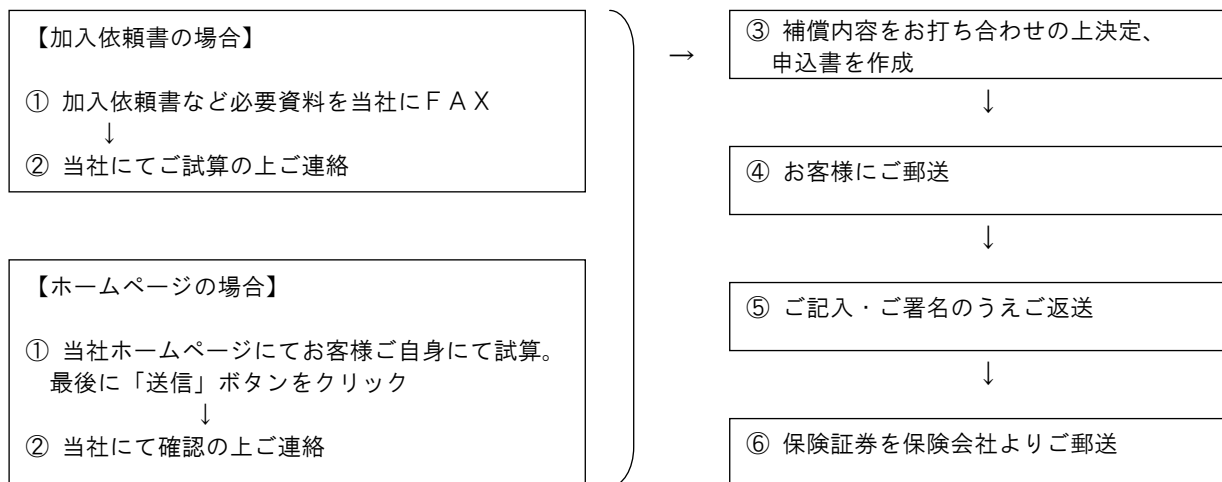 【加入依頼書の場合】
① 加入依頼書など必要資料を当社にＦＡＸ
↓
② 当社にてご試算の上ご連絡
【ホームページの場合】
① 当社ホームページにてお客様ご自身にて試算。
最後に「送信」ボタンをクリック
↓
② 当社にて確認の上ご連絡
→
③ 補償内容をお打ち合わせの上決定、
申込書を作成
↓
④ お客様にご郵送
↓
⑤ ご記入・ご署名のうえご返送
↓
⑥ 保険証券を保険会社よりご郵送